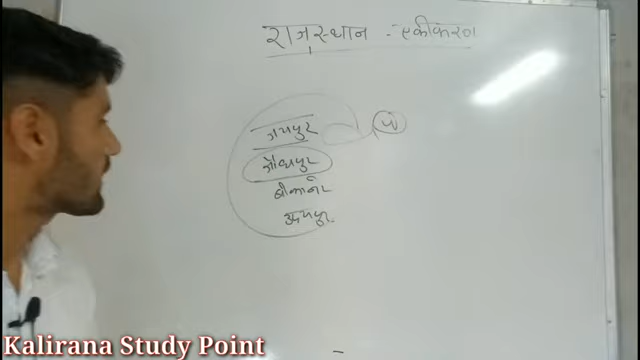 राजस्थान - एकीकरण
जयपुर
जोधपुर
बीकानेर
उदयपुर
Kalirana Study Point